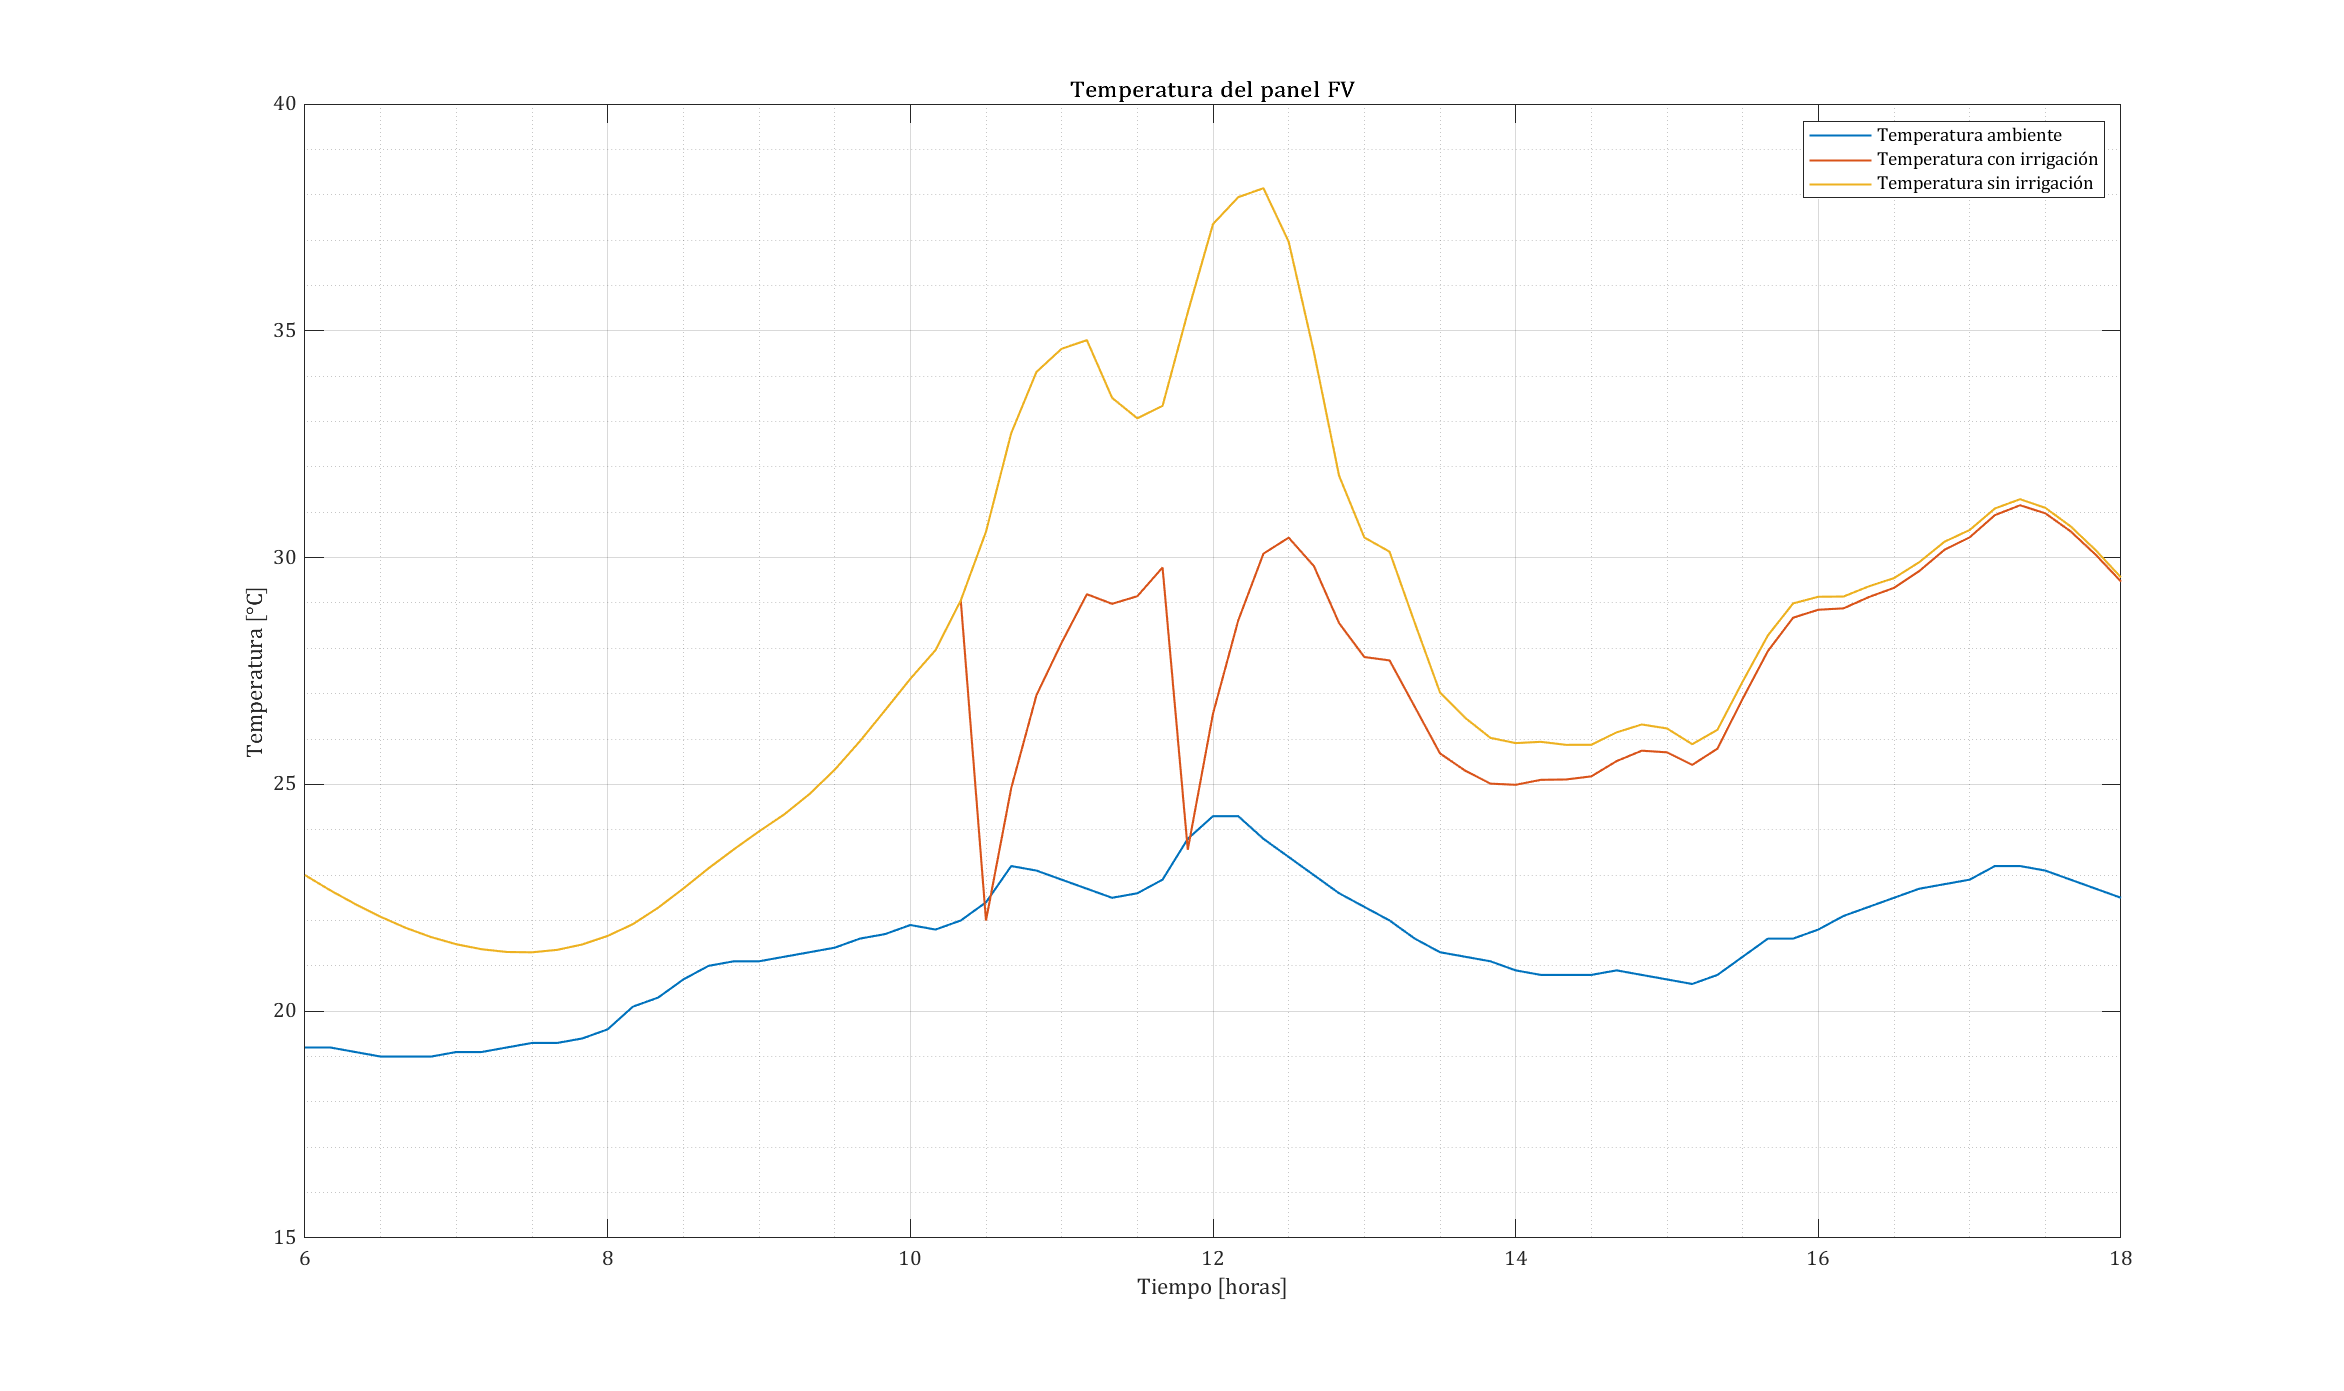 Temperatura del panel FV
40
35
30
25
20
15
6
8
10
12
14
16
18
Temperatura [°C]
Tiempo [horas]
Temperatura ambiente
Temperatura con irrigación
Temperatura sin irrigación